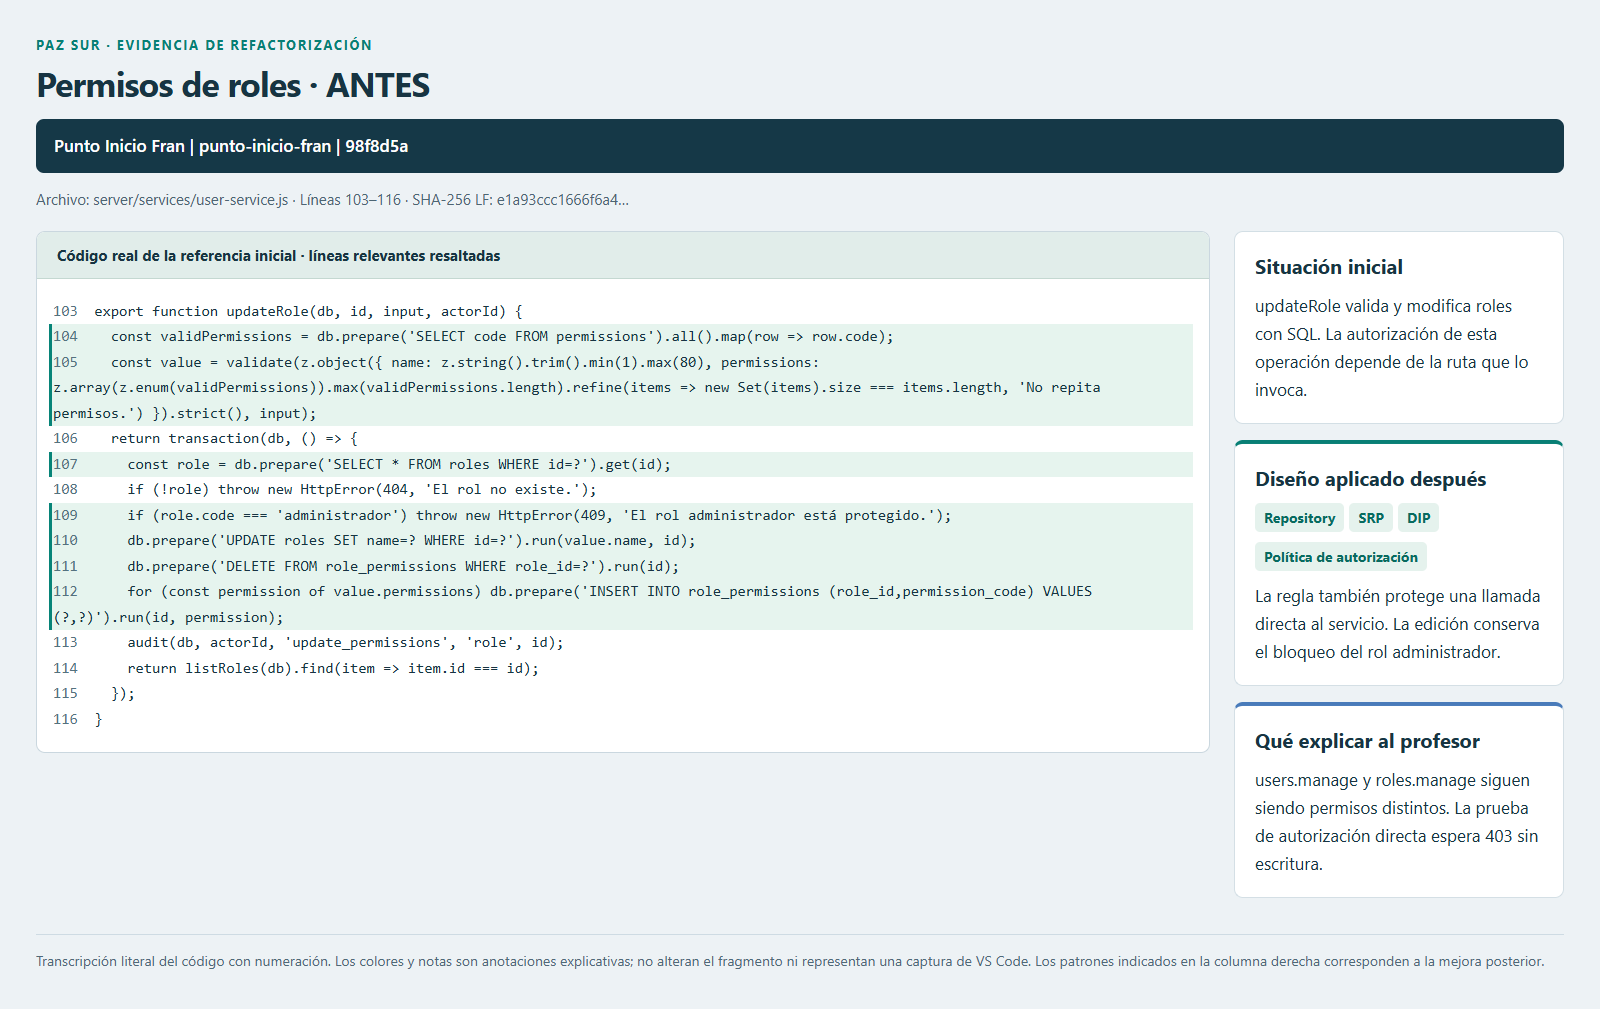 PAZ SUR · EVIDENCIA DE REFACTORIZACIÓN
Permisos de roles · ANTES
Punto Inicio Fran | punto-inicio-fran | 98f8d5a
Archivo: server/services/user-service.js · Líneas 103–116 · SHA-256 LF: e1a93ccc1666f6a4…
Código real de la referencia inicial · líneas relevantes resaltadas
103  export function updateRole(db, id, input, actorId) {
104    const validPermissions = db.prepare('SELECT code FROM permissions').all().map(row => row.code);
105    const value = validate(z.object({ name: z.string().trim().min(1).max(80), permissions:
z.array(z.enum(validPermissions)).max(validPermissions.length).refine(items => new Set(items).size === items.length, 'No repita
permisos.') }).strict(), input);
106    return transaction(db, () => {
107      const role = db.prepare('SELECT * FROM roles WHERE id=?').get(id);
108      if (!role) throw new HttpError(404, 'El rol no existe.');
109      if (role.code === 'administrador') throw new HttpError(409, 'El rol administrador está protegido.');
110      db.prepare('UPDATE roles SET name=? WHERE id=?').run(value.name, id);
111      db.prepare('DELETE FROM role_permissions WHERE role_id=?').run(id);
112      for (const permission of value.permissions) db.prepare('INSERT INTO role_permissions (role_id,permission_code) VALUES
(?,?)').run(id, permission);
113      audit(db, actorId, 'update_permissions', 'role', id);
114      return listRoles(db).find(item => item.id === id);
115    });
116  }
Situación inicial
updateRole valida y modifica roles
con SQL. La autorización de esta
operación depende de la ruta que lo
invoca.
Diseño aplicado después
Repository SRP DIP
Política de autorización
La regla también protege una llamada
directa al servicio. La edición conserva
el bloqueo del rol administrador.
Qué explicar al profesor
users.manage y roles.manage siguen
siendo permisos distintos. La prueba
de autorización directa espera 403 sin
escritura.
Transcripción literal del código con numeración. Los colores y notas son anotaciones explicativas; no alteran el fragmento ni representan una captura de VS Code. Los patrones indicados en la columna derecha corresponden a la mejora posterior.